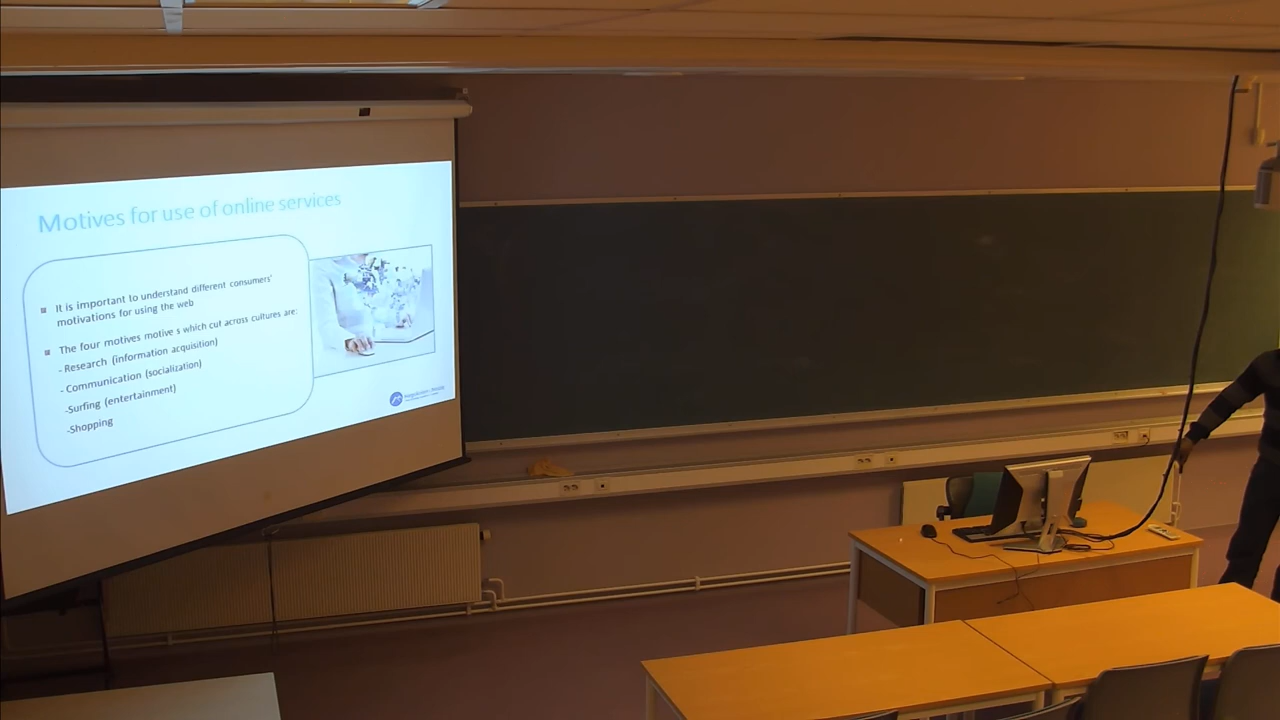 Motives for use of online services
It is important to understand different consumers'
motivations for using the web
The four motives motive s which cut across cultures are:
- Research (information acquisition)
- Communication (socialization)
-Surfing (entertainment)
-Shopping